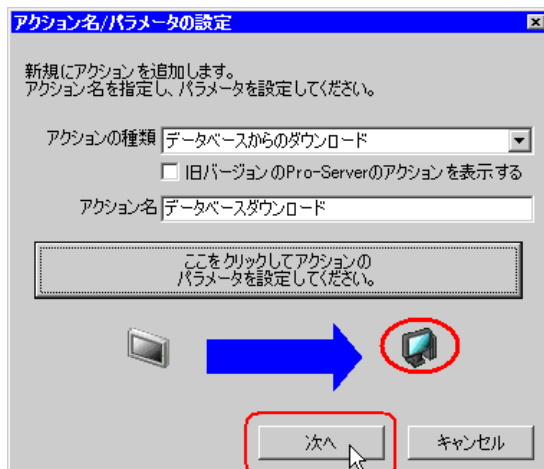 アクション名/パラメータの設定
新規にアクションを追加します。
アクション名を指定し、パラメータを設定してください。
アクションの種類 データベースからのダウンロード
旧バージョンのPro-Serverのアクションを表示する
アクション名 データベースダウンロード
ここをクリックしてアクションの
パラメータを設定してください。
次へ キャンセル